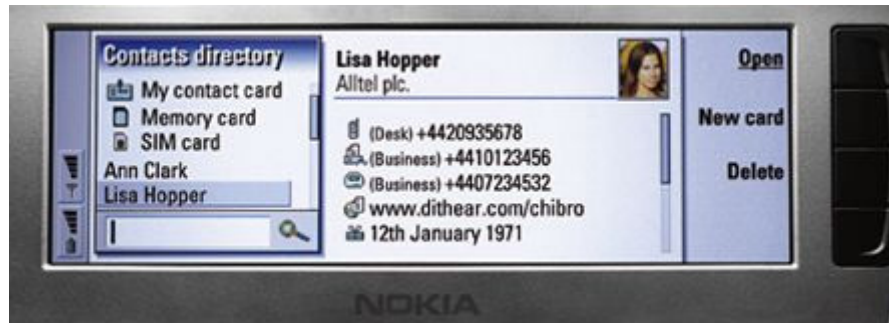 Contacts directory
My contact card
Memory card
SIM card
Ann Clark
Lisa Hopper
Lisa Hopper
Alltel plc.
(Desk) +4420935678
(Business) +4410123456
(Business) +4407234532
www.dithear.com/chibro
12th January 1971
Open
New card
Delete
NOKIA